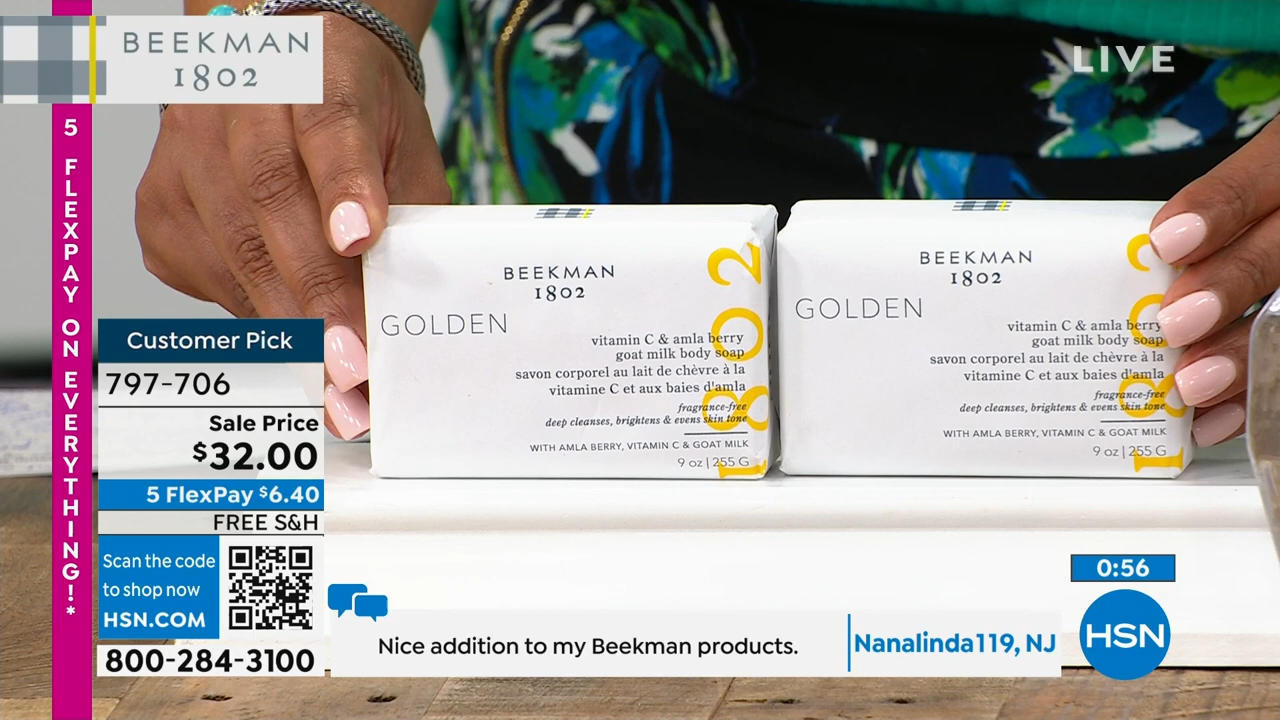 BEEKMAN
1802
LIVE
5 FLEXPAY ON EVERYTHING!*
Customer Pick
797-706
Sale Price
$32.00
5 FlexPay $6.40
FREE S&H
Scan the code
to shop now
HSN.COM
800-284-3100
BEEKMAN
1802
GOLDEN
vitamin C & amla berry
goat milk body soap
savon corporel au lait de chèvre à la
vitamine C et aux baies d'amla
fragrance-free
deep cleanses, brightens & evens skin tone
WITH AMLA BERRY, VITAMIN C & GOAT MILK
9 oz | 255 G
1802
BEEKMAN
1802
GOLDEN
vitamin C & amla berry
goat milk body soap
savon corporel au lait de chèvre à la
vitamine C et aux baies d'amla
fragrance-free
deep cleanses, brightens & evens skin tone
WITH AMLA BERRY, VITAMIN C & GOAT MILK
9 oz | 255 G
1802
0:56
HSN
Nice addition to my Beekman products.
Nanalinda119, NJ